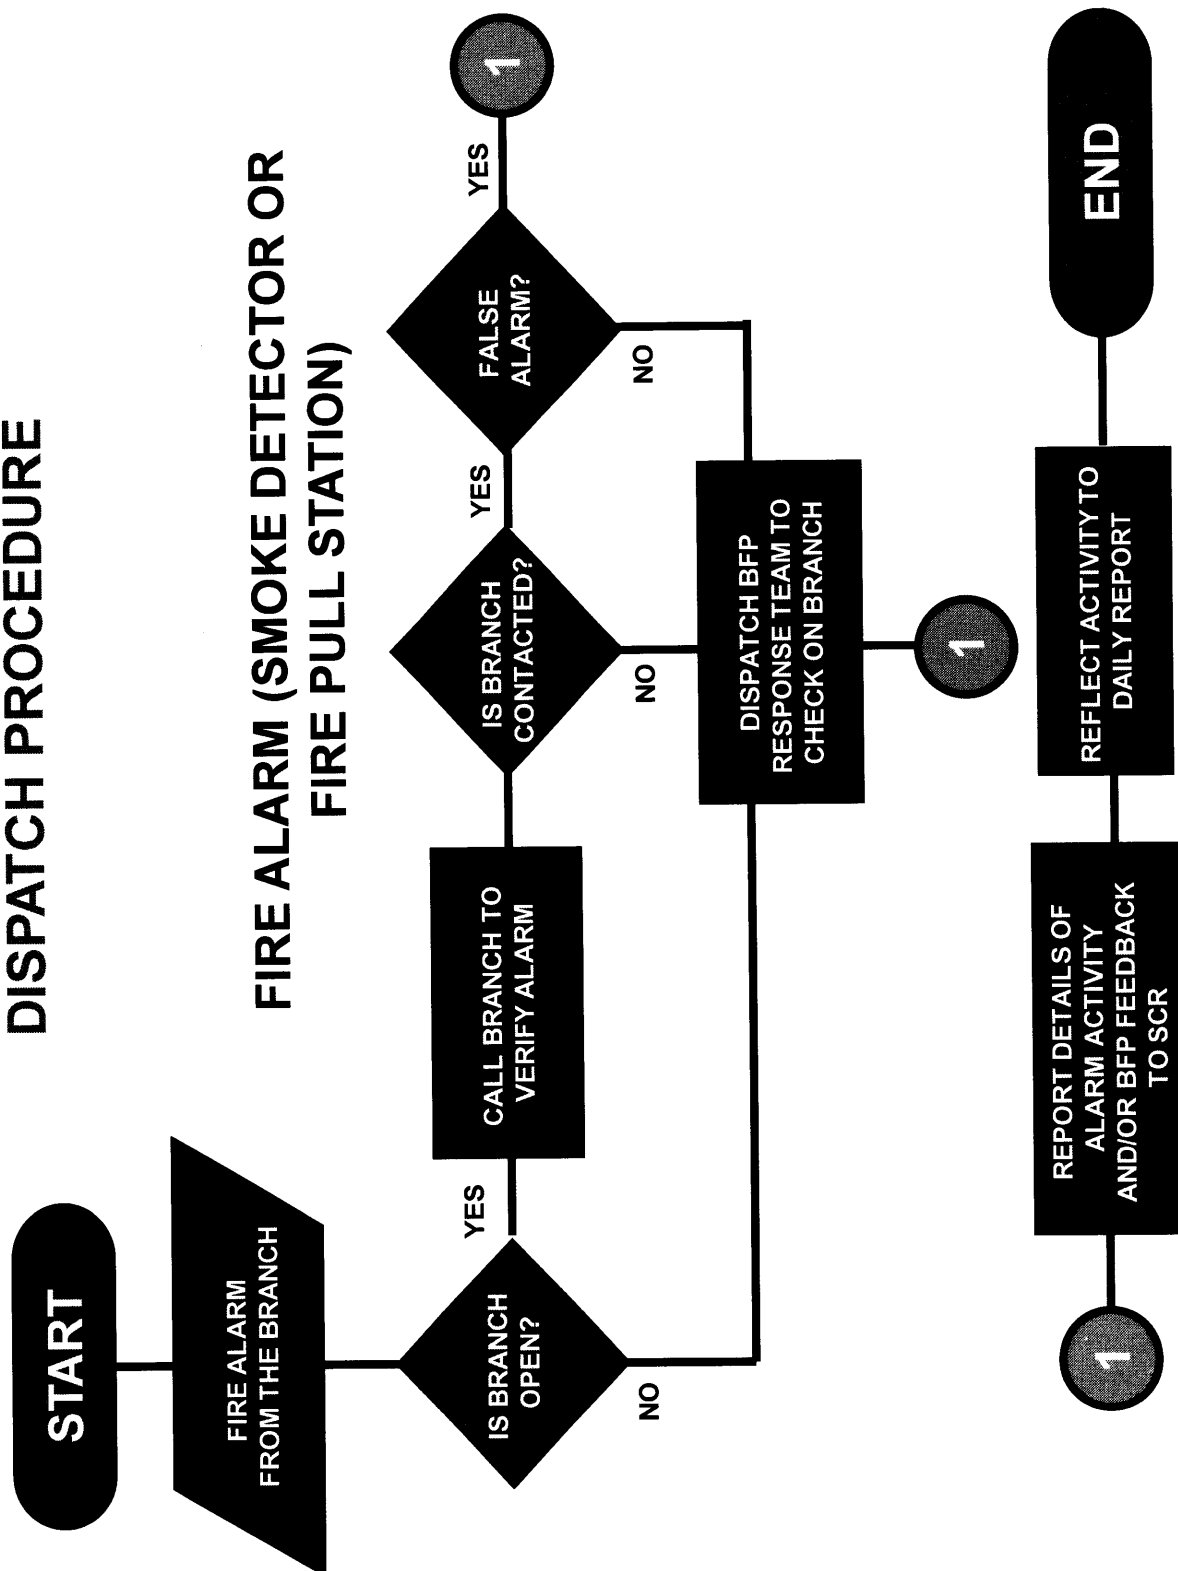 DISPATCH PROCEDURE
FIRE ALARM (SMOKE DETECTOR OR
FIRE PULL STATION)
START
FIRE ALARM
FROM THE BRANCH
IS BRANCH
OPEN?
YES
NO
CALL BRANCH TO
VERIFY ALARM
IS BRANCH
CONTACTED?
YES
NO
FALSE
ALARM?
YES
NO
1
DISPATCH BFP
RESPONSE TEAM TO
CHECK ON BRANCH
1
1
REPORT DETAILS OF
ALARM ACTIVITY
AND/OR BFP FEEDBACK
TO SCR
REFLECT ACTIVITY TO
DAILY REPORT
END